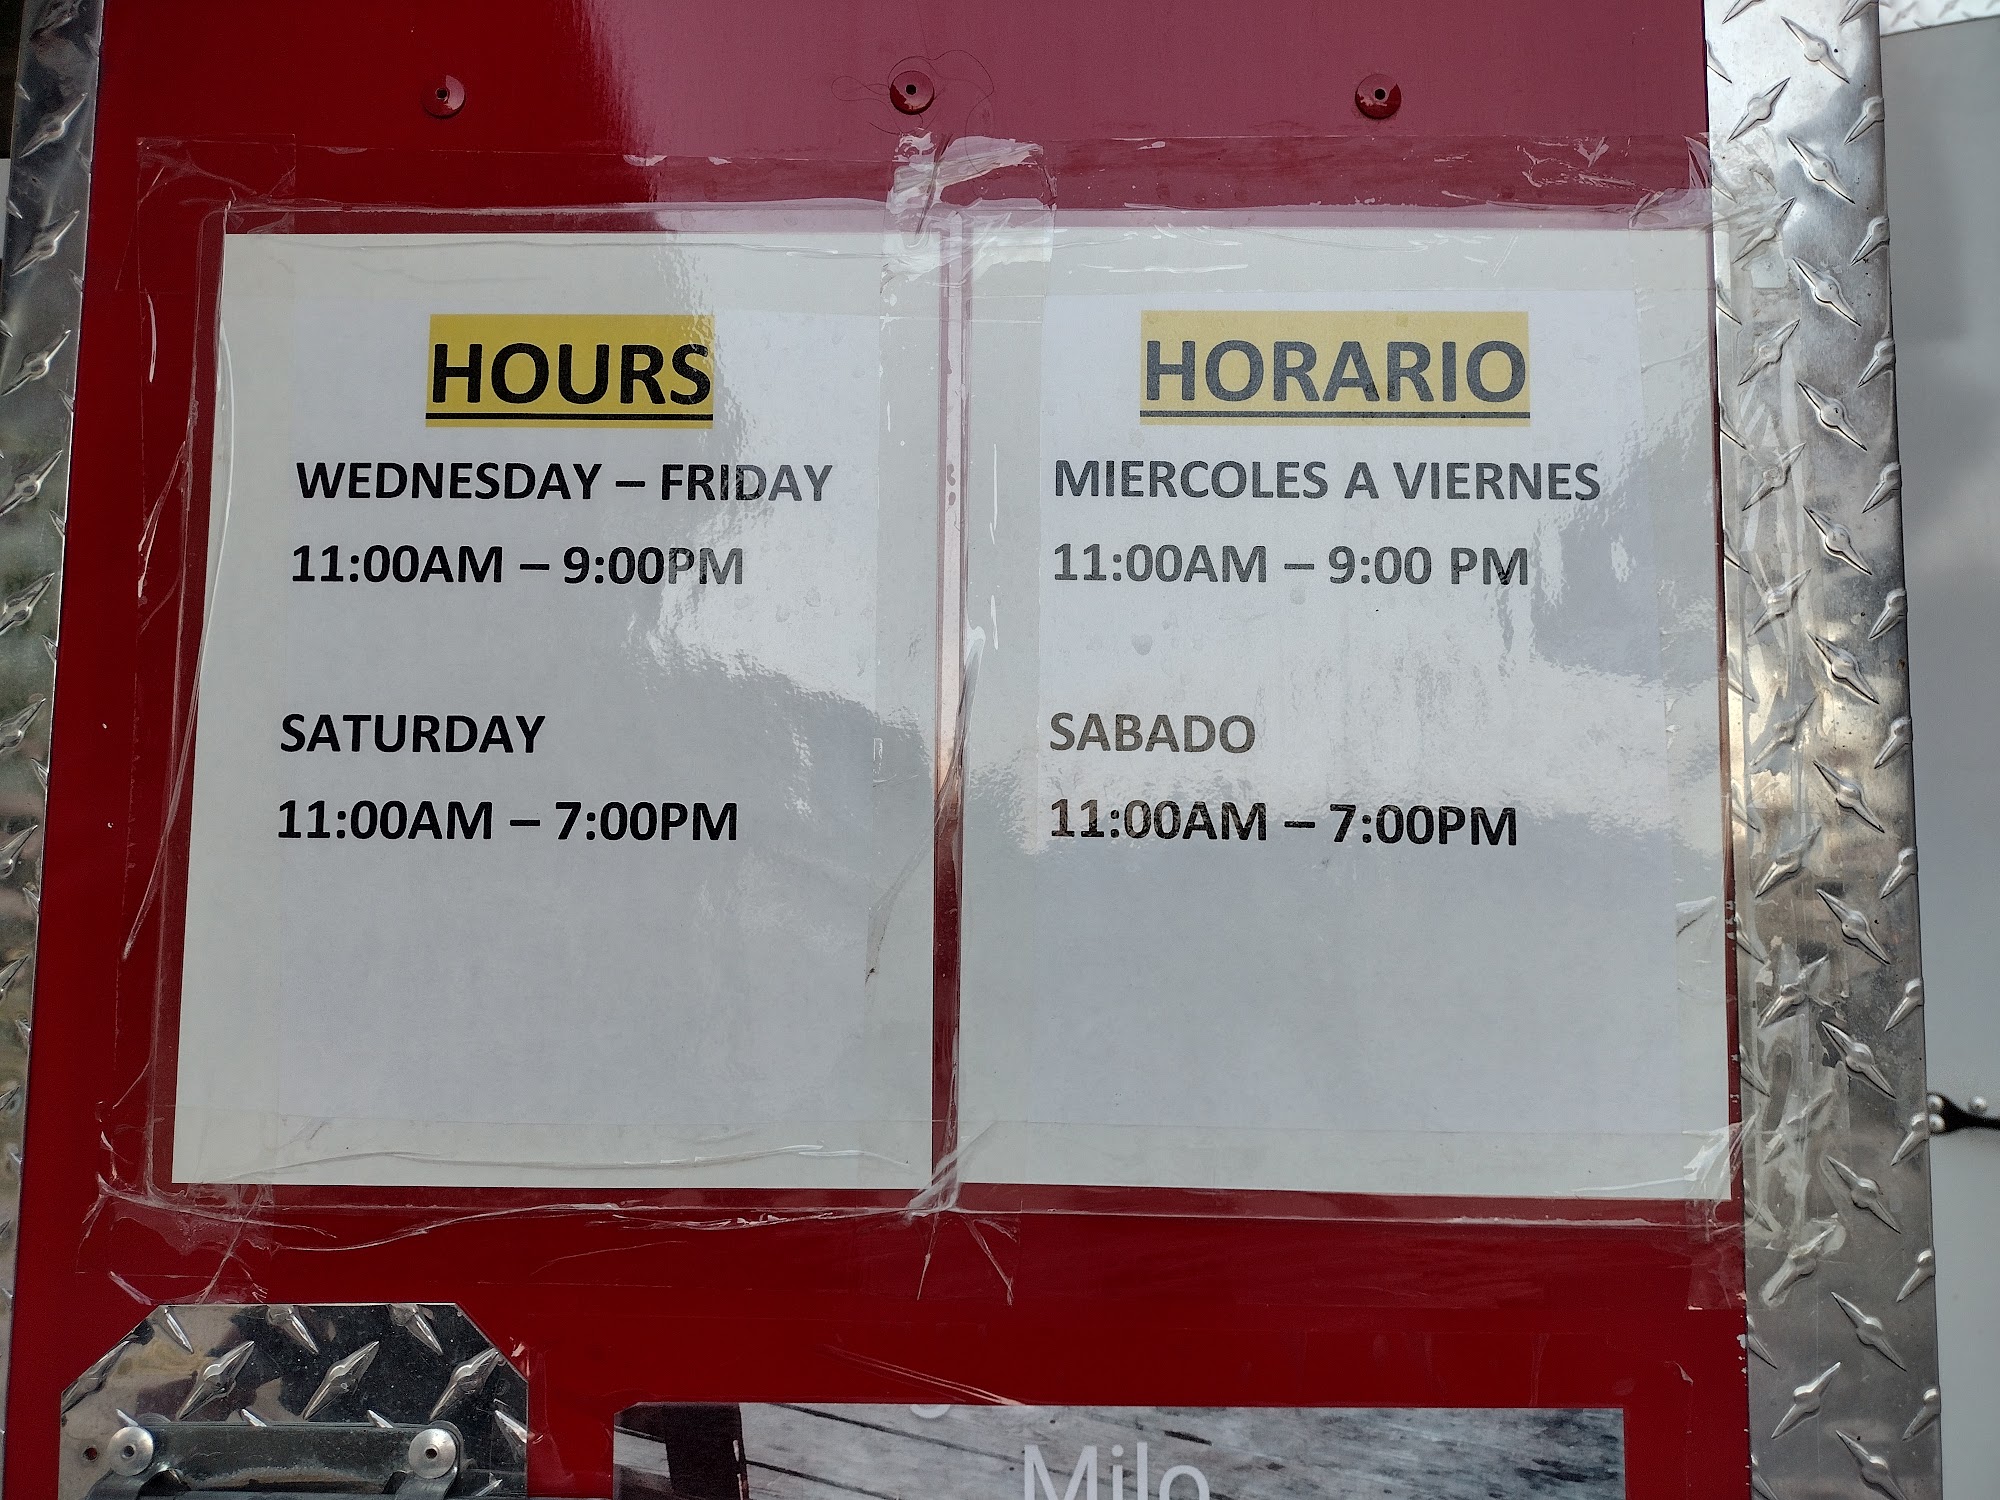 HOURS
WEDNESDAY – FRIDAY
11:00AM – 9:00PM
SATURDAY
11:00AM – 7:00PM
HORARIO
MIERCOLES A VIERNES
11:00AM – 9:00 PM
SABADO
11:00AM – 7:00PM
Milo